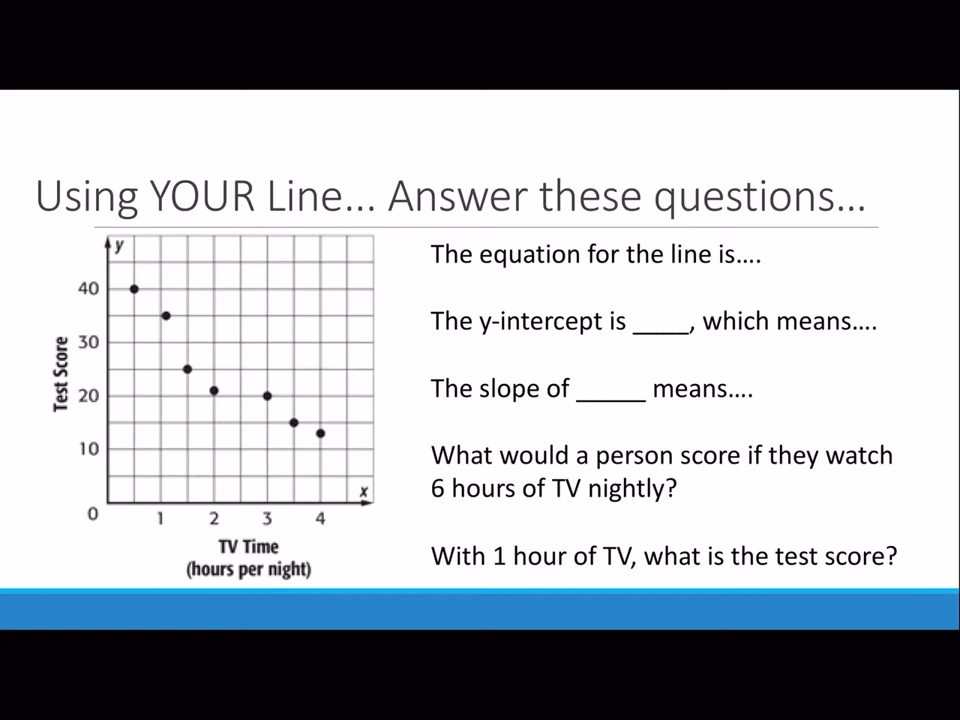 Using YOUR Line... Answer these questions...
y
40
30
20
10
0
1
2
3
4
x
Test Score
TV Time
(hours per night)
The equation for the line is....
The y-intercept is ____, which means....
The slope of _____ means....
What would a person score if they watch
6 hours of TV nightly?
With 1 hour of TV, what is the test score?